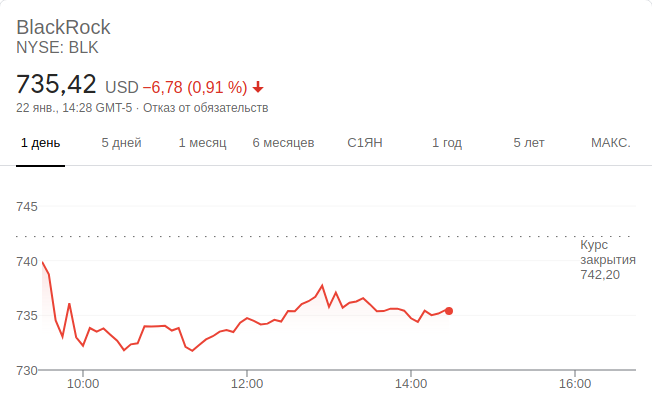 BlackRock
NYSE: BLK
735,42 USD −6,78 (0,91 %)
22 янв., 14:28 GMT-5 · Отказ от обязательств
1 день 5 дней 1 месяц 6 месяцев С1ЯН 1 год 5 лет МАКС.
745
740
735
730
Курс
закрытия
742,20
10:00 12:00 14:00 16:00